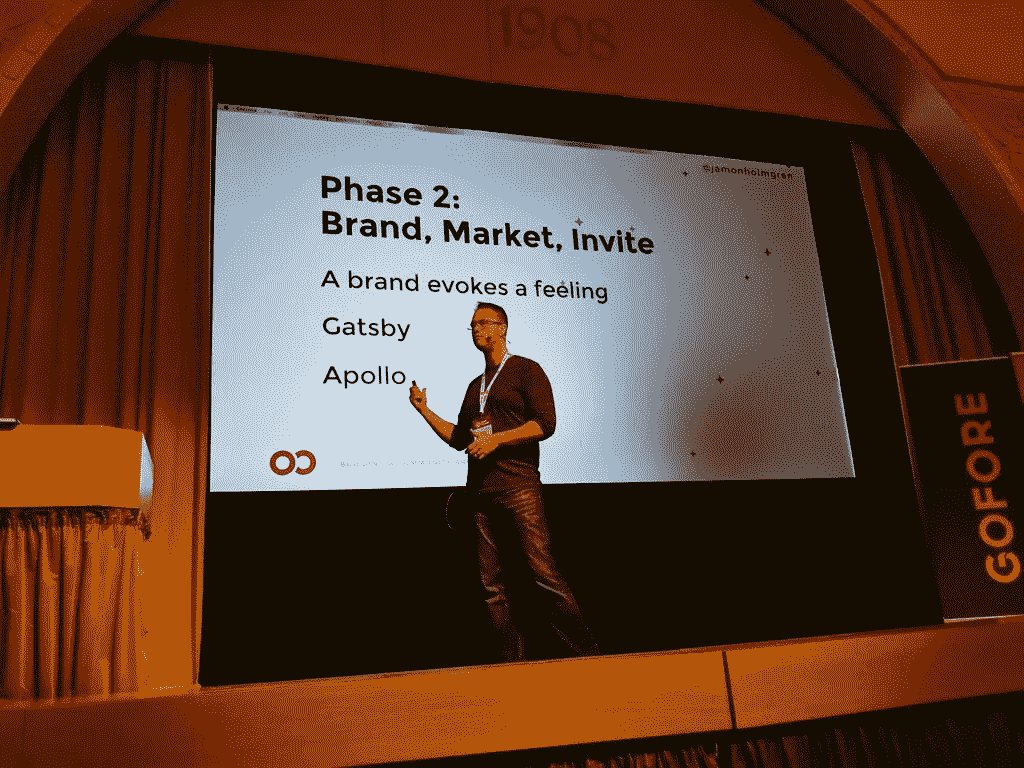 1908
@jamonholmgren
Phase 2:
Brand, Market, Invite
A brand evokes a feeling
Gatsby
Apollo
GOFORE